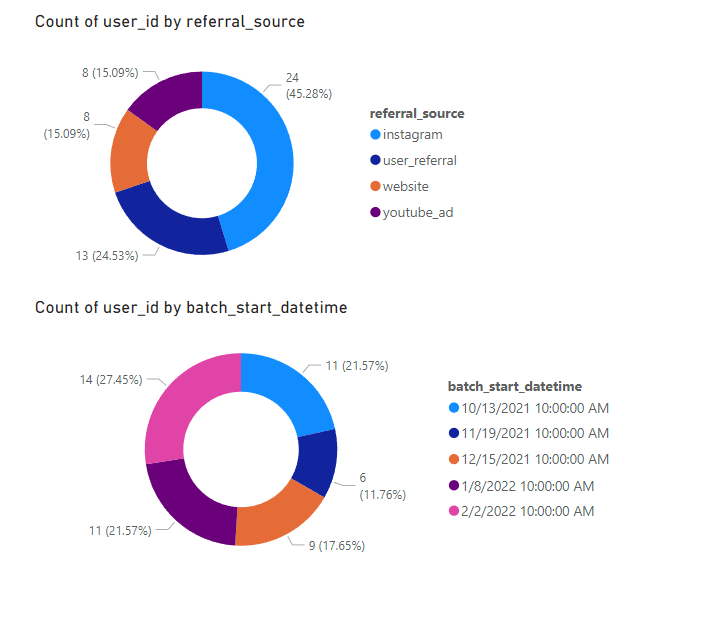 Count of user_id by referral_source
8 (15.09%)
24
(45.28%)
8
(15.09%)
13 (24.53%)
referral_source
instagram
user_referral
website
youtube_ad
Count of user_id by batch_start_datetime
14 (27.45%)
11 (21.57%)
6
(11.76%)
11 (21.57%)
9 (17.65%)
batch_start_datetime
10/13/2021 10:00:00 AM
11/19/2021 10:00:00 AM
12/15/2021 10:00:00 AM
1/8/2022 10:00:00 AM
2/2/2022 10:00:00 AM